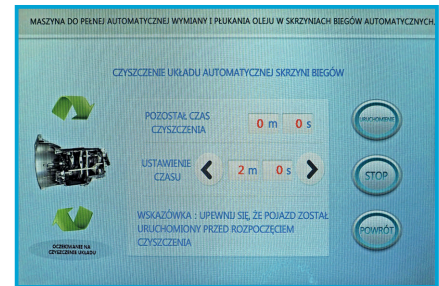 MASZYNA DO PEŁNEJ AUTOMATYCZNEJ WYMIANY I PŁUKANIA OLEJU W SKRZYNIACH BIEGÓW AUTOMATYCZNYCH.
CZYSZCZENIE UKŁADU AUTOMATYCZNEJ SKRZYNI BIEGÓW
POZOSTAŁ CZAS
CZYSZCZENIA
0 m 0 s
URUCHOMIENIE
USTAWIENIE
CZASU
2 m 0 s
STOP
WSKAZÓWKA : UPEWNIJ SIĘ, ŻE POJAZD ZOSTAŁ
URUCHOMIONY PRZED ROZPOCZĘCIEM
CZYSZCZENIA
POWRÓT
OCZEKIWANIE NA
CZYSZCZENIE UKŁADU